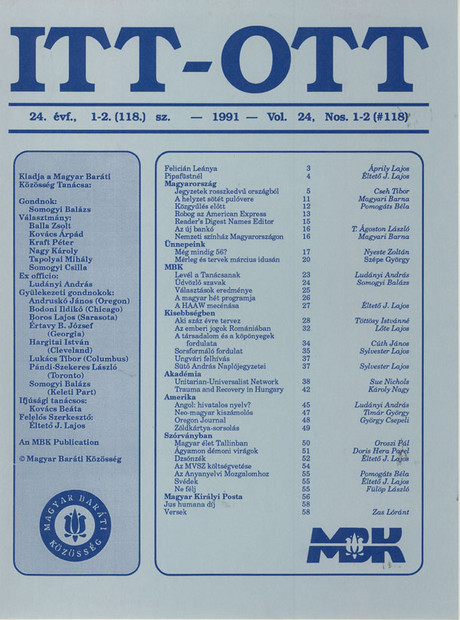 ITT-OTT
24. évf., 1-2. (118.) sz. — 1991 — Vol. 24, Nos. 1-2 (#118)
Kiadja a Magyar Baráti
Közösség Tanácsa:
Gondnok:
Somogyi Balázs
Választmány:
Balla Zsolt
Kovács Árpád
Kraft Péter
Nagy Károly
Tapolyai Mihály
Somogyi Csilla
Ex officio:
Ludányi András
Gyülekezeti gondnokok:
Andruskó János (Oregon)
Bodoni Ildikó (Chicago)
Boros Lajos (Sarasota)
Értavy B. József
(Georgia)
Hargitai István
(Cleveland)
Lukács Tibor (Columbus)
Pándi-Szekeres László
(Toronto)
Somogyi Balázs
(Keleti Part)
Ifjúsági tanácsos:
Kovács Beáta
Felelős Szerkesztő:
Éltető J. Lajos
An MBK Publication
© Magyar Baráti Közösség
MAGYAR BARÁTI KÖZÖSSÉG
Felicián Leánya 3 Áprily Lajos
Pipafüstnél 4 Éltető J. Lajos
Magyarország
Jegyzetek rosszkedvű országból 5 Cseh Tibor
A helyzet sötét pulóvere 11 Magyari Barna
Közgyűlés előtt 12 Pomogáts Béla
Robog az American Express 13
Reader's Digest Names Editor 15
Az új bankó 16 T. Ágoston László
Nemzeti színház Magyarországon 16 Magyari Barna
Ünnepeink
Még mindig 56? 17 Nyeste Zoltán
Mérleg és tervek március idusán 20 Szépe György
MBK
Levél a Tanácsanak 23 Ludányi András
Üdvözlő szavak 24 Somogyi Balázs
Választások eredménye 25
A magyar hét programja 26
A HAAW mecénása 27 Éltető J. Lajos
Kisebbségben
Aki száz évre tervez 28 Töttösy Istvánné
Az emberi jogok Romániában 32 Lőte Lajos
A társadalom és a köpönyegek
fordulata 34 Cúth János
Sorsformáló fordulat 35 Sylvester Lajos
Ungvári felhívás 37
Sütő András Naplójegyzetei 37 Sylvester Lajos
Akadémia
Unitarian-Universalist Network 38 Sue Nichols
Trauma and Recovery in Hungary 42 Károly Nagy
Amerika
Angol: hivatalos nyelv? 45 Ludányi András
Neo-magyar kiszámolós 47 Timár György
Oregon Journal 48 György Csepeli
Zöldkártya-sorsolás 49
Szórványban
Magyar élet Tallinban 50 Oroszi Pál
Ágyamon démoni virágok 51 Doris Hera Papel
Dzsónzék 52 Éltető J. Lajos
Az MVSZ költségvetése 54
Az Anyanyelvi Mozgalomhoz 55 Pomogáts Béla
Svédek 55 Éltető J. Lajos
Ne félj 55 Fülöp László
Magyar Királyi Posta 56
Jus humana díj 58
Versek 58 Zas Lóránt
MBK